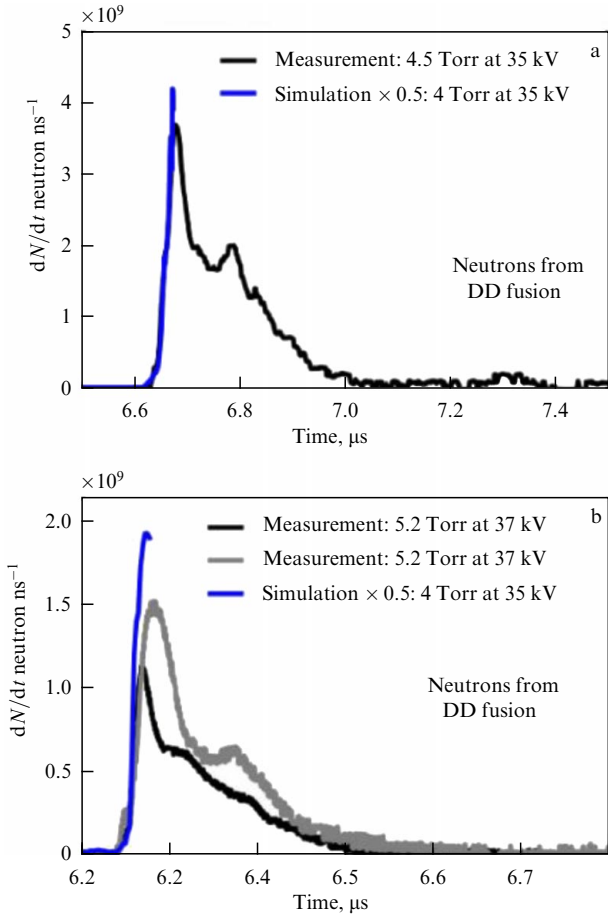 ×10⁹
a
5
Measurement: 4.5 Torr at 35 kV
Simulation × 0.5: 4 Torr at 35 kV
4
3
2
1
0
dN/dt neutron ns⁻¹
Neutrons from
DD fusion
6.6 6.8 7.0 7.2 7.4
Time, μs
×10⁹
b
2.0
Measurement: 5.2 Torr at 37 kV
Measurement: 5.2 Torr at 37 kV
Simulation × 0.5: 4 Torr at 35 kV
1.5
1.0
0.5
0
dN/dt neutron ns⁻¹
Neutrons from
DD fusion
6.2 6.2 6.4 6.5 6.6 6.7
Time, μs